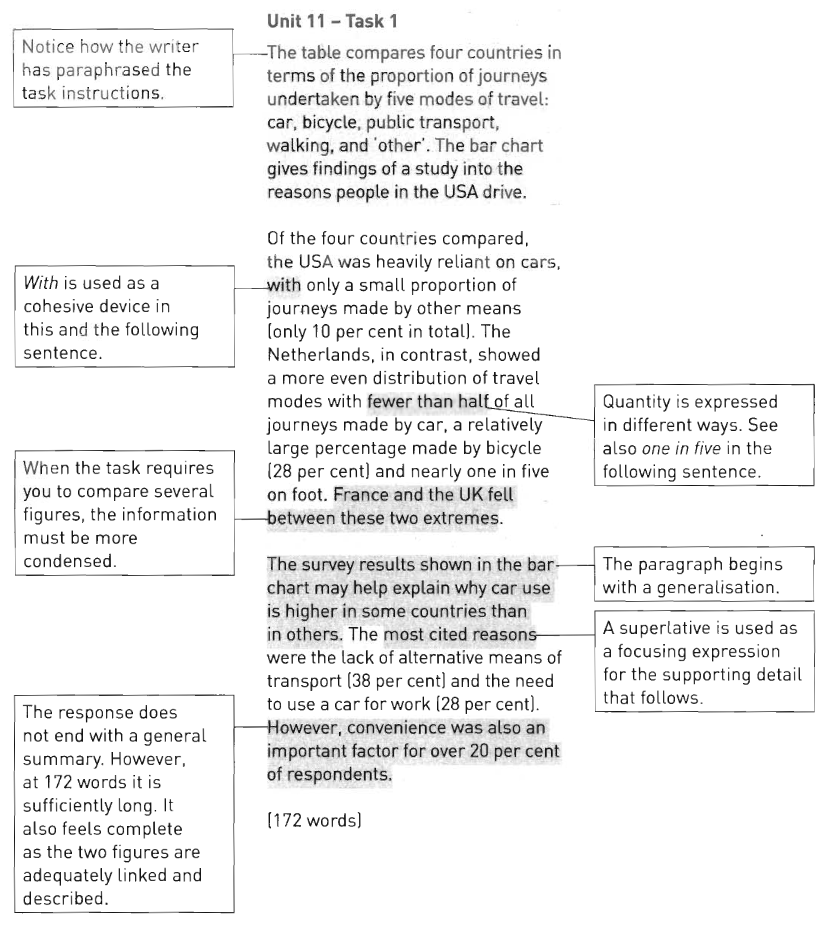 Unit 11 – Task 1
Notice how the writer
has paraphrased the
task instructions.
The table compares four countries in
terms of the proportion of journeys
undertaken by five modes of travel:
car, bicycle, public transport,
walking, and 'other'. The bar chart
gives findings of a study into the
reasons people in the USA drive.
Of the four countries compared,
the USA was heavily reliant on cars,
with only a small proportion of
journeys made by other means
(only 10 per cent in total). The
Netherlands, in contrast, showed
a more even distribution of travel
modes with fewer than half of all
journeys made by car, a relatively
large percentage made by bicycle
(28 per cent) and nearly one in five
on foot. France and the UK fell
between these two extremes.
With is used as a
cohesive device in
this and the following
sentence.
Quantity is expressed
in different ways. See
also one in five in the
following sentence.
When the task requires
you to compare several
figures, the information
must be more
condensed.
The survey results shown in the bar
chart may help explain why car use
is higher in some countries than
in others. The most cited reasons
were the lack of alternative means of
transport (38 per cent) and the need
to use a car for work (28 per cent).
However, convenience was also an
important factor for over 20 per cent
of respondents.
The paragraph begins
with a generalisation.
A superlative is used as
a focusing expression
for the supporting detail
that follows.
The response does
not end with a general
summary. However,
at 172 words it is
sufficiently long. It
also feels complete
as the two figures are
adequately linked and
described.
(172 words)